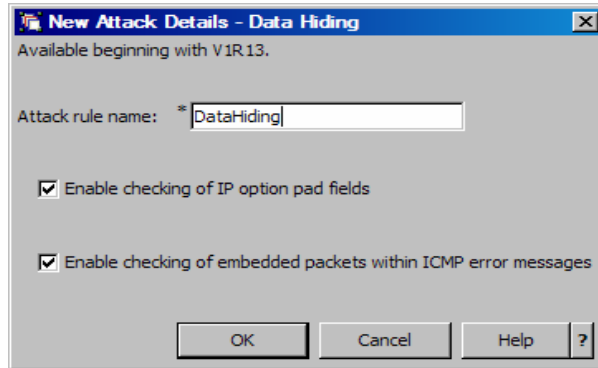 New Attack Details - Data Hiding
Available beginning with V1R13.
Attack rule name: * DataHiding
Enable checking of IP option pad fields
Enable checking of embedded packets within ICMP error messages
OK Cancel Help ?